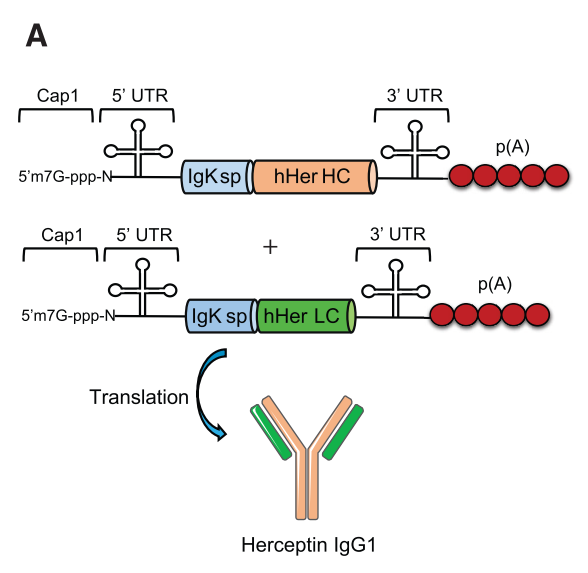 A
Cap1 5' UTR 3' UTR
p(A)
5'm7G-ppp-N IgK sp hHer HC
Cap1 5' UTR + 3' UTR
p(A)
5'm7G-ppp-N IgK sp hHer LC
Translation
Herceptin IgG1